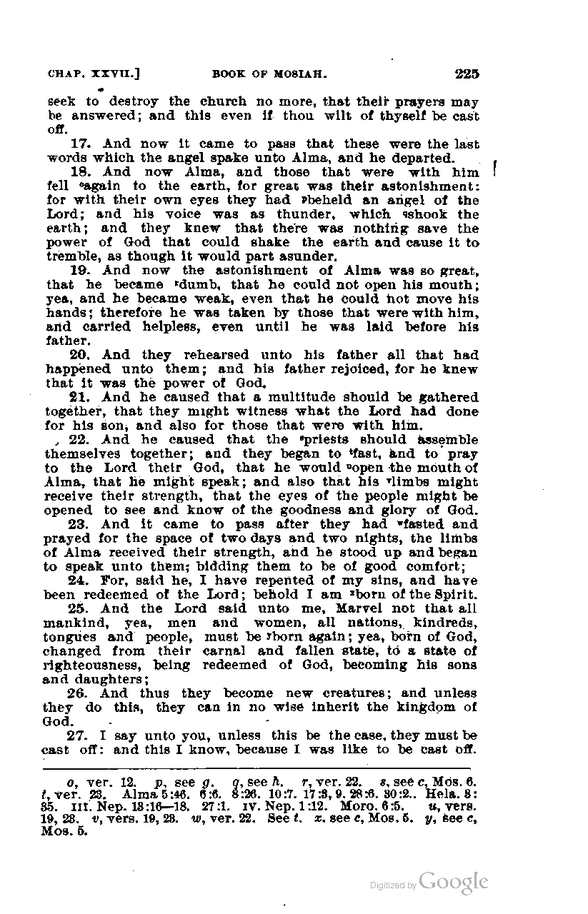 CHAP. XXVII.] BOOK OF MOSIAH. 225
seek to destroy the church no more, that their prayers may
be answered; and this even if thou wilt of thyself be cast
off.
17. And now it came to pass that these were the last
words which the angel spake unto Alma, and he departed.
18. And now Alma, and those that were with him
fell ᵒagain to the earth, for great was their astonishment:
for with their own eyes they had ᵖbeheld an angel of the
Lord; and his voice was as thunder, which qshook the
earth; and they knew that there was nothing save the
power of God that could shake the earth and cause it to
tremble, as though it would part asunder.
19. And now the astonishment of Alma was so great,
that he became ʳdumb, that he could not open his mouth;
yea, and he became weak, even that he could not move his
hands; therefore he was taken by those that were with him,
and carried helpless, even until he was laid before his
father.
20. And they rehearsed unto his father all that had
happened unto them; and his father rejoiced, for he knew
that it was the power of God.
21. And he caused that a multitude should be gathered
together, that they might witness what the Lord had done
for his son, and also for those that were with him.
22. And he caused that the ˢpriests should assemble
themselves together; and they began to ᵗfast, and to pray
to the Lord their God, that he would ᵘopen the mouth of
Alma, that he might speak; and also that his ᵛlimbs might
receive their strength, that the eyes of the people might be
opened to see and know of the goodness and glory of God.
23. And it came to pass after they had ʷfasted and
prayed for the space of two days and two nights, the limbs
of Alma received their strength, and he stood up and began
to speak unto them; bidding them to be of good comfort;
24. For, said he, I have repented of my sins, and have
been redeemed of the Lord; behold I am ˣborn of the Spirit.
25. And the Lord said unto me, Marvel not that all
mankind, yea, men and women, all nations, kindreds,
tongues and people, must be ʸborn again; yea, born of God,
changed from their carnal and fallen state, to a state of
righteousness, being redeemed of God, becoming his sons
and daughters;
26. And thus they become new creatures; and unless
they do this, they can in no wise inherit the kingdom of
God.
27. I say unto you, unless this be the case, they must be
cast off: and this I know, because I was like to be cast off.
o, ver. 12. p, see g. q, see h. r, ver. 22. s, see c, Mos. 6.
t, ver. 23. Alma 5:46. 6:6. 8:26. 10:7. 17:3, 9. 28:6. 30:2.. Hela. 3:
35. III. Nep. 13:16—18. 27:1. IV. Nep. 1:12. Moro. 6:5. u, vers.
19, 23. v, vers. 19, 23. w, ver. 22. See t. x, see c, Mos. 5. y, see c,
Mos. 5.
Digitized by Google